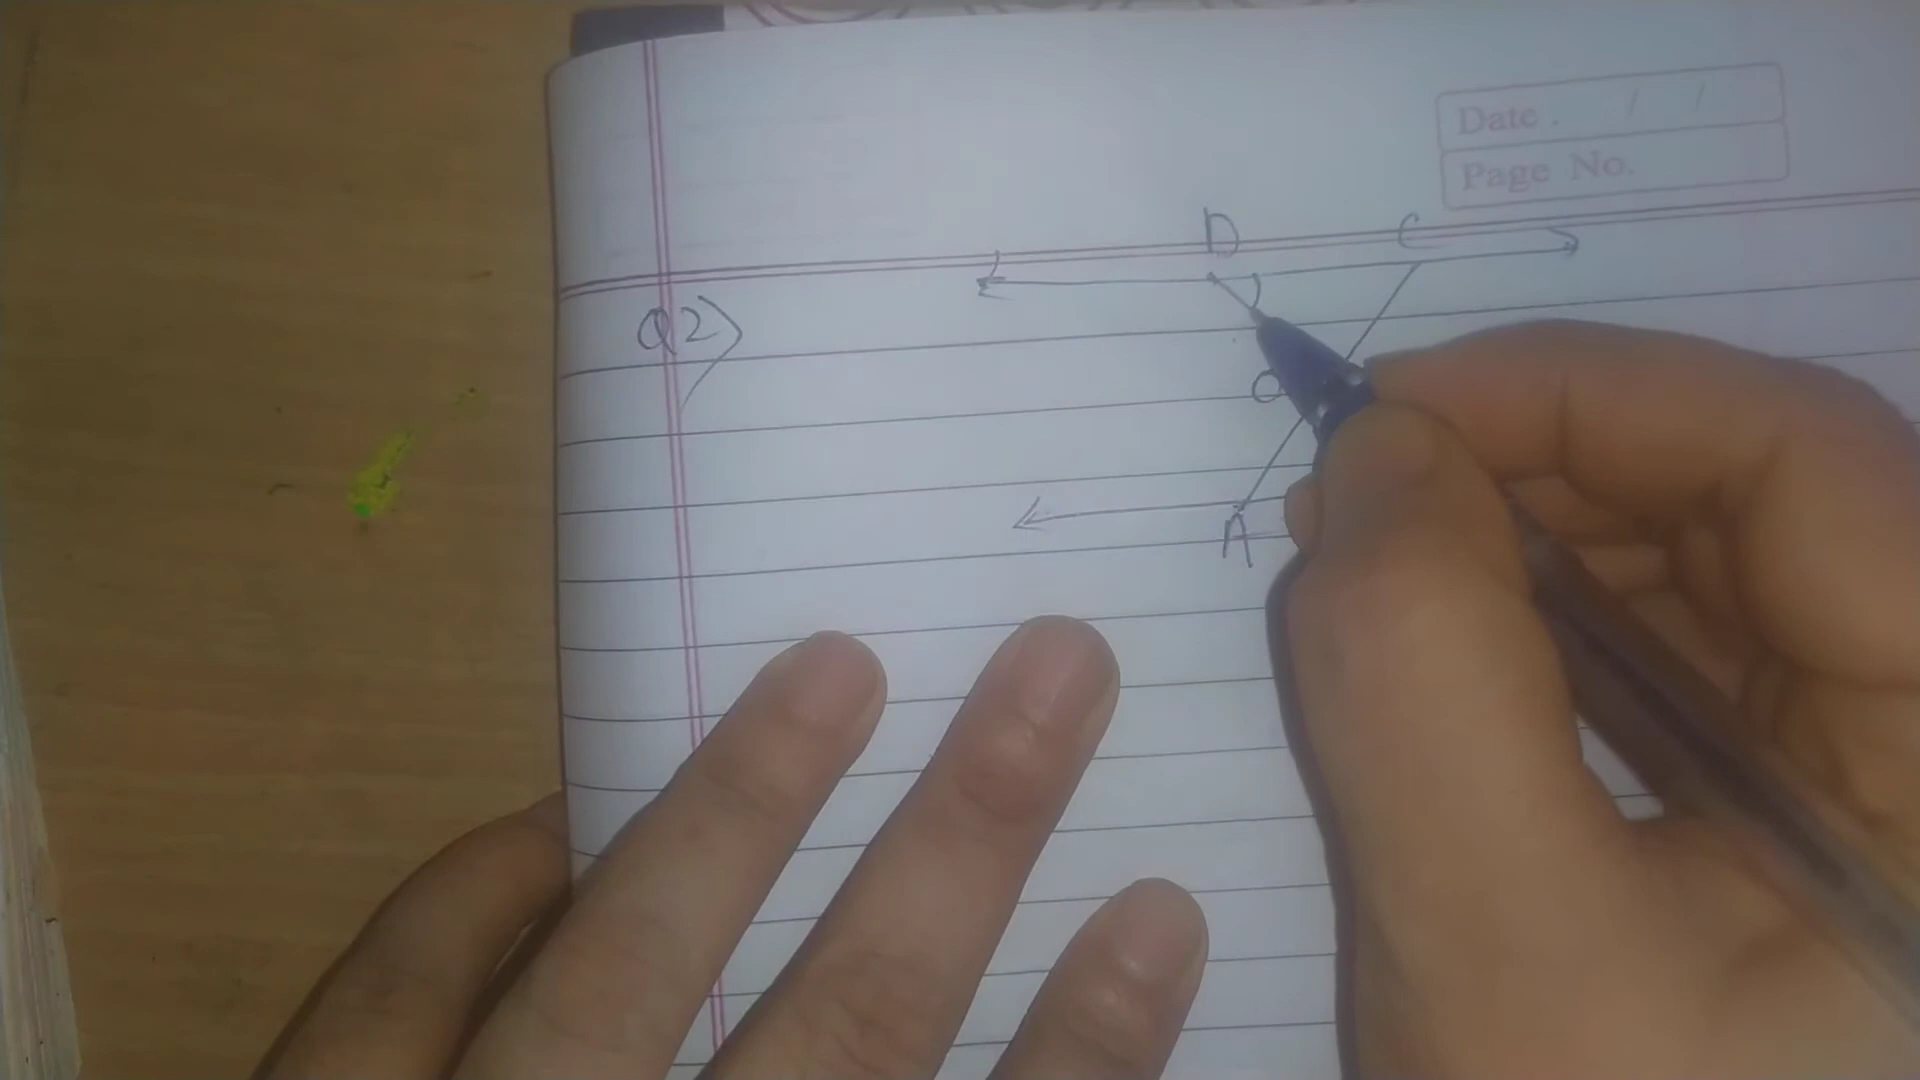 Date . / /
Page No.
D C
Q2)
O
A